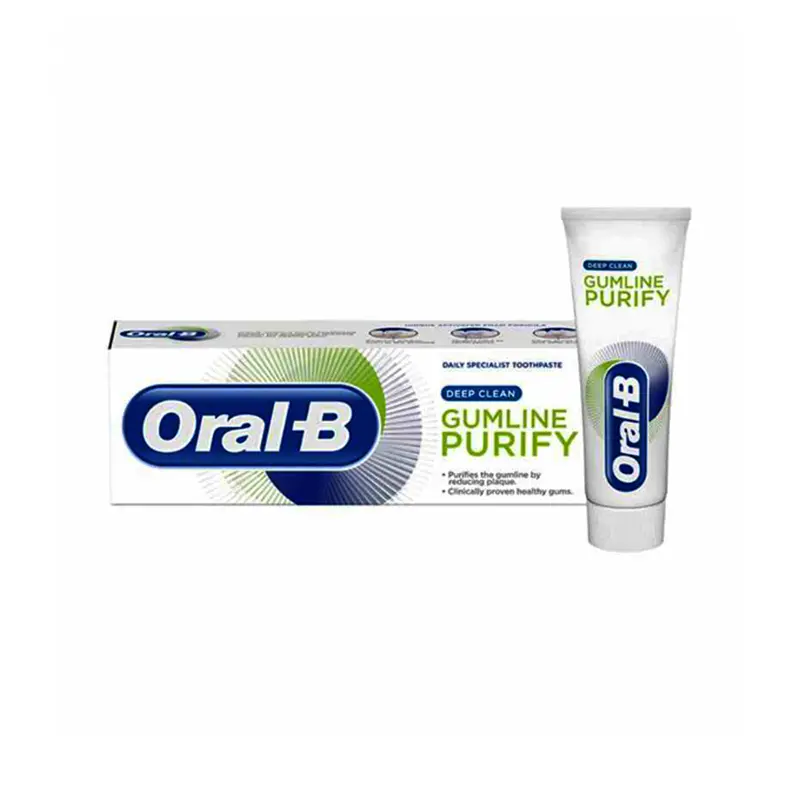 Oral-B
DAILY SPECIALIST TOOTHPASTE
DEEP CLEAN
GUMLINE
PURIFY
• Purifies the gumline by
reducing plaque.
• Clinically proven healthy gums.
Oral-B
DEEP CLEAN
GUMLINE
PURIFY
Oral-B